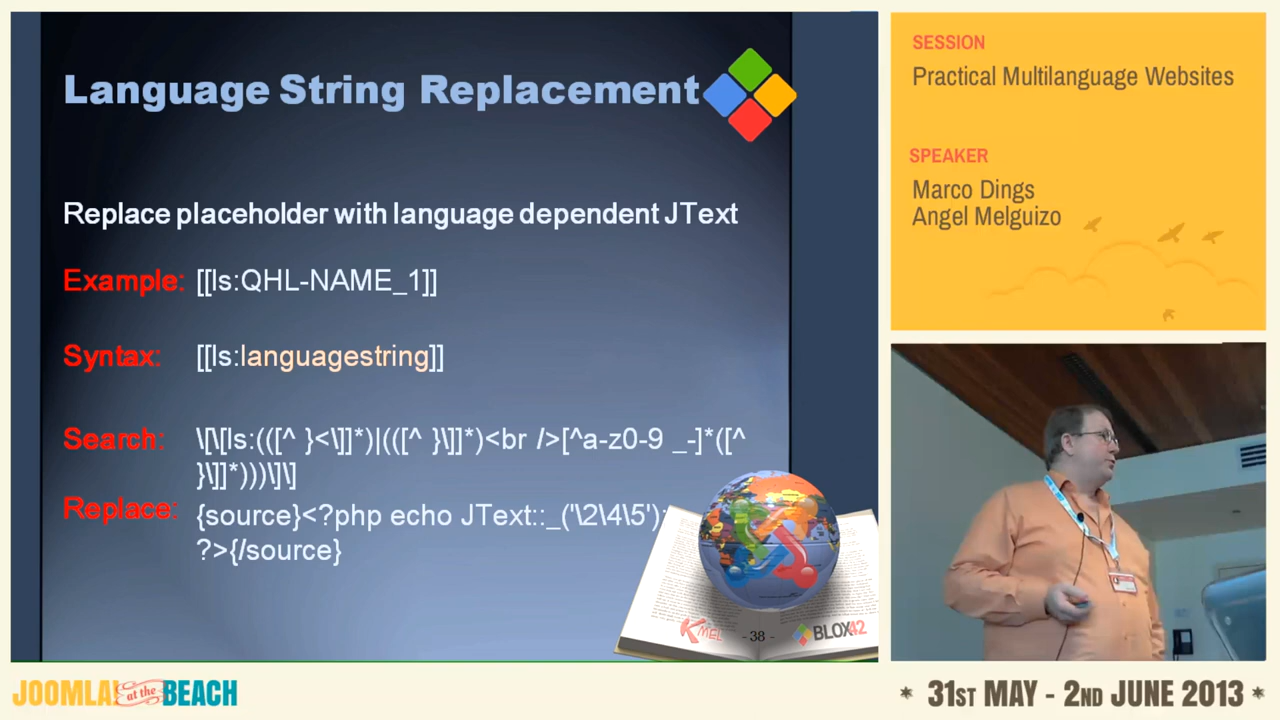 Language String Replacement
Replace placeholder with language dependent JText
Example: [[ls:QHL-NAME_1]]
Syntax: [[ls:languagestring]]
Search: \[\[ls:(([^ }<\]]*)|(([^ }\]]*)<br />[^a-z0-9 _-]*([^
}\]]*)))\]\]
Replace: {source}<?php echo JText::_('\2\4\5');
?>{/source}
KMEL
- 38 -
BLOX42
SESSION
Practical Multilanguage Websites
SPEAKER
Marco Dings
Angel Melguizo
JOOMLA! at the BEACH
* 31ST MAY - 2ND JUNE 2013 *